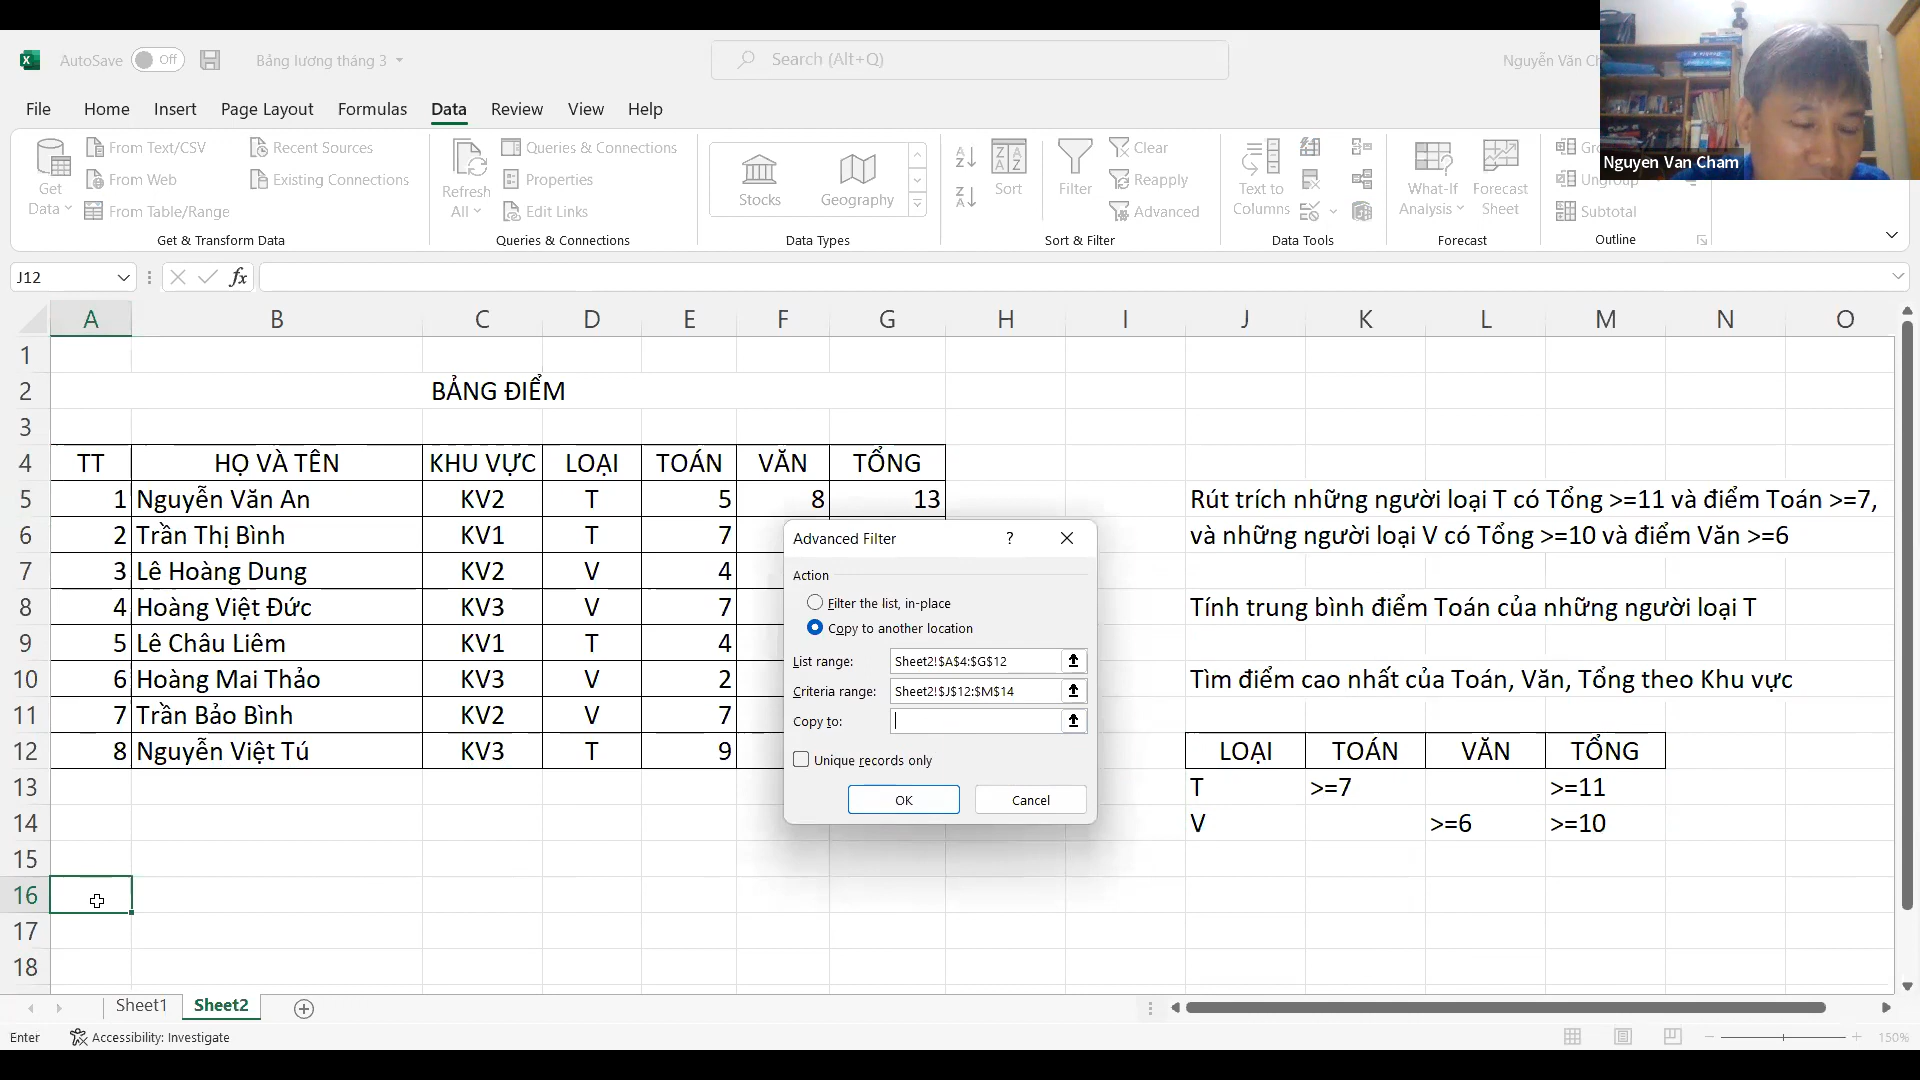 AutoSave Off Bảng lương tháng 3 Search (Alt+Q) Nguyễn Văn
File Home Insert Page Layout Formulas Data Review View Help
Get Data From Text/CSV From Web From Table/Range Recent Sources Existing Connections
Get & Transform Data
Refresh All Queries & Connections Properties Edit Links
Queries & Connections
Stocks Geography
Data Types
Sort Filter Clear Reapply Advanced
Sort & Filter
Text to Columns
Data Tools
What-If Analysis Forecast Sheet
Forecast
Ungroup Subtotal
Outline
Nguyen Van Cham
J12 fx
A B C D E F G H I J K L M N O
1
2 BẢNG ĐIỂM
3
4 TT HỌ VÀ TÊN KHU VỰC LOẠI TOÁN VĂN TỔNG
5 1 Nguyễn Văn An KV2 T 5 8 13 Rút trích những người loại T có Tổng >=11 và điểm Toán >=7,
6 2 Trần Thị Bình KV1 T 7 và những người loại V có Tổng >=10 và điểm Văn >=6
7 3 Lê Hoàng Dung KV2 V 4
8 4 Hoàng Việt Đức KV3 V 7 Tính trung bình điểm Toán của những người loại T
9 5 Lê Châu Liêm KV1 T 4
10 6 Hoàng Mai Thảo KV3 V 2 Tìm điểm cao nhất của Toán, Văn, Tổng theo Khu vực
11 7 Trần Bảo Bình KV2 V 7
12 8 Nguyễn Việt Tú KV3 T 9 LOẠI TOÁN VĂN TỔNG
13 T >=7 >=11
14 V >=6 >=10
15
16
17
18
Advanced Filter ?
Action
Filter the list, in-place
Copy to another location
List range: Sheet2!$A$4:$G$12
Criteria range: Sheet2!$J$12:$M$14
Copy to:
Unique records only
OK Cancel
Sheet1 Sheet2
Enter Accessibility: Investigate 150%